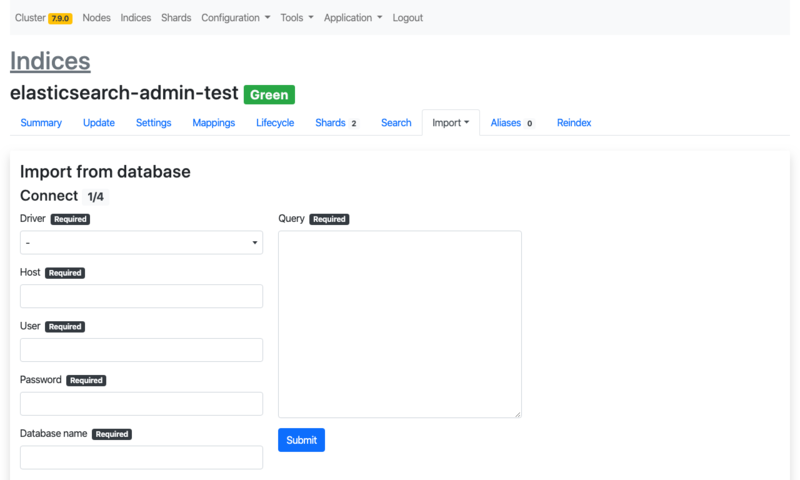 Cluster 7.9.0 Nodes Indices Shards Configuration Tools Application Logout
Indices
elasticsearch-admin-test Green
Summary Update Settings Mappings Lifecycle Shards 2 Search Import Aliases 0 Reindex
Import from database
Connect 1/4
Driver Required
-
Host Required
User Required
Password Required
Database name Required
Query Required
Submit